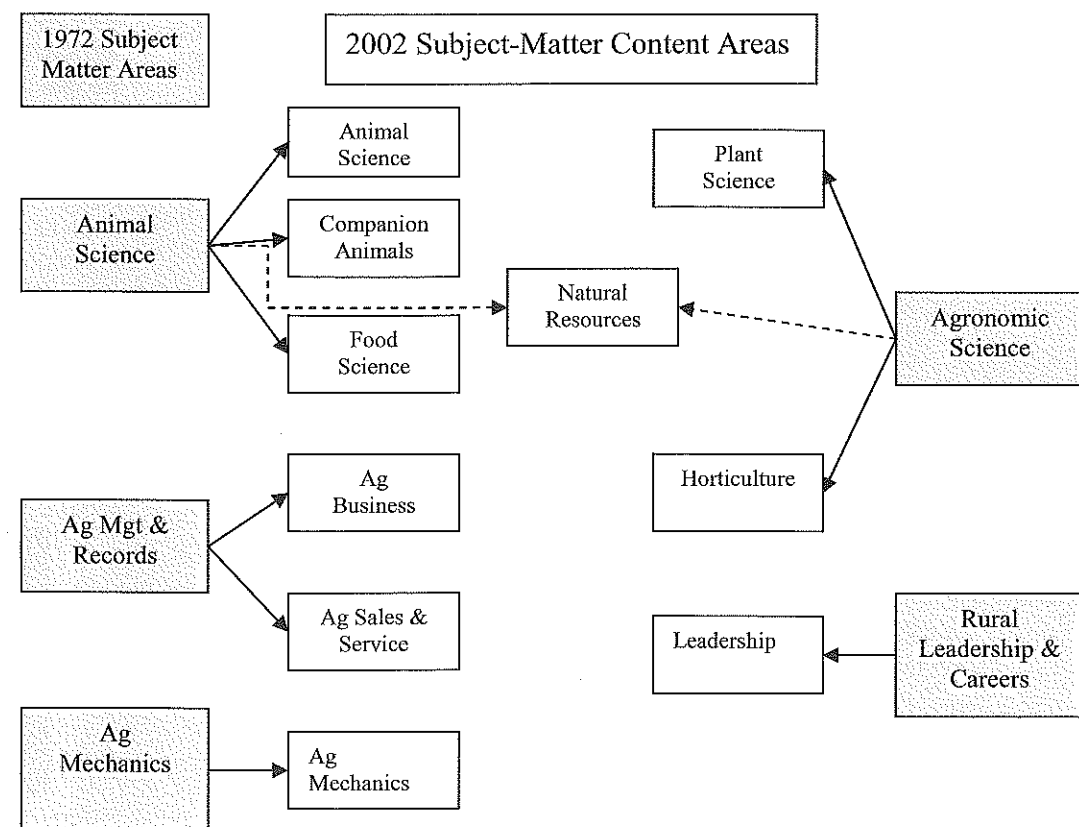 1972 Subject
Matter Areas
2002 Subject-Matter Content Areas
Animal
Science
Animal
Science
Companion
Animals
Food
Science
Natural
Resources
Plant
Science
Horticulture
Agronomic
Science
Ag Mgt &
Records
Ag
Business
Ag Sales &
Service
Leadership
Rural
Leadership &
Careers
Ag
Mechanics
Ag
Mechanics